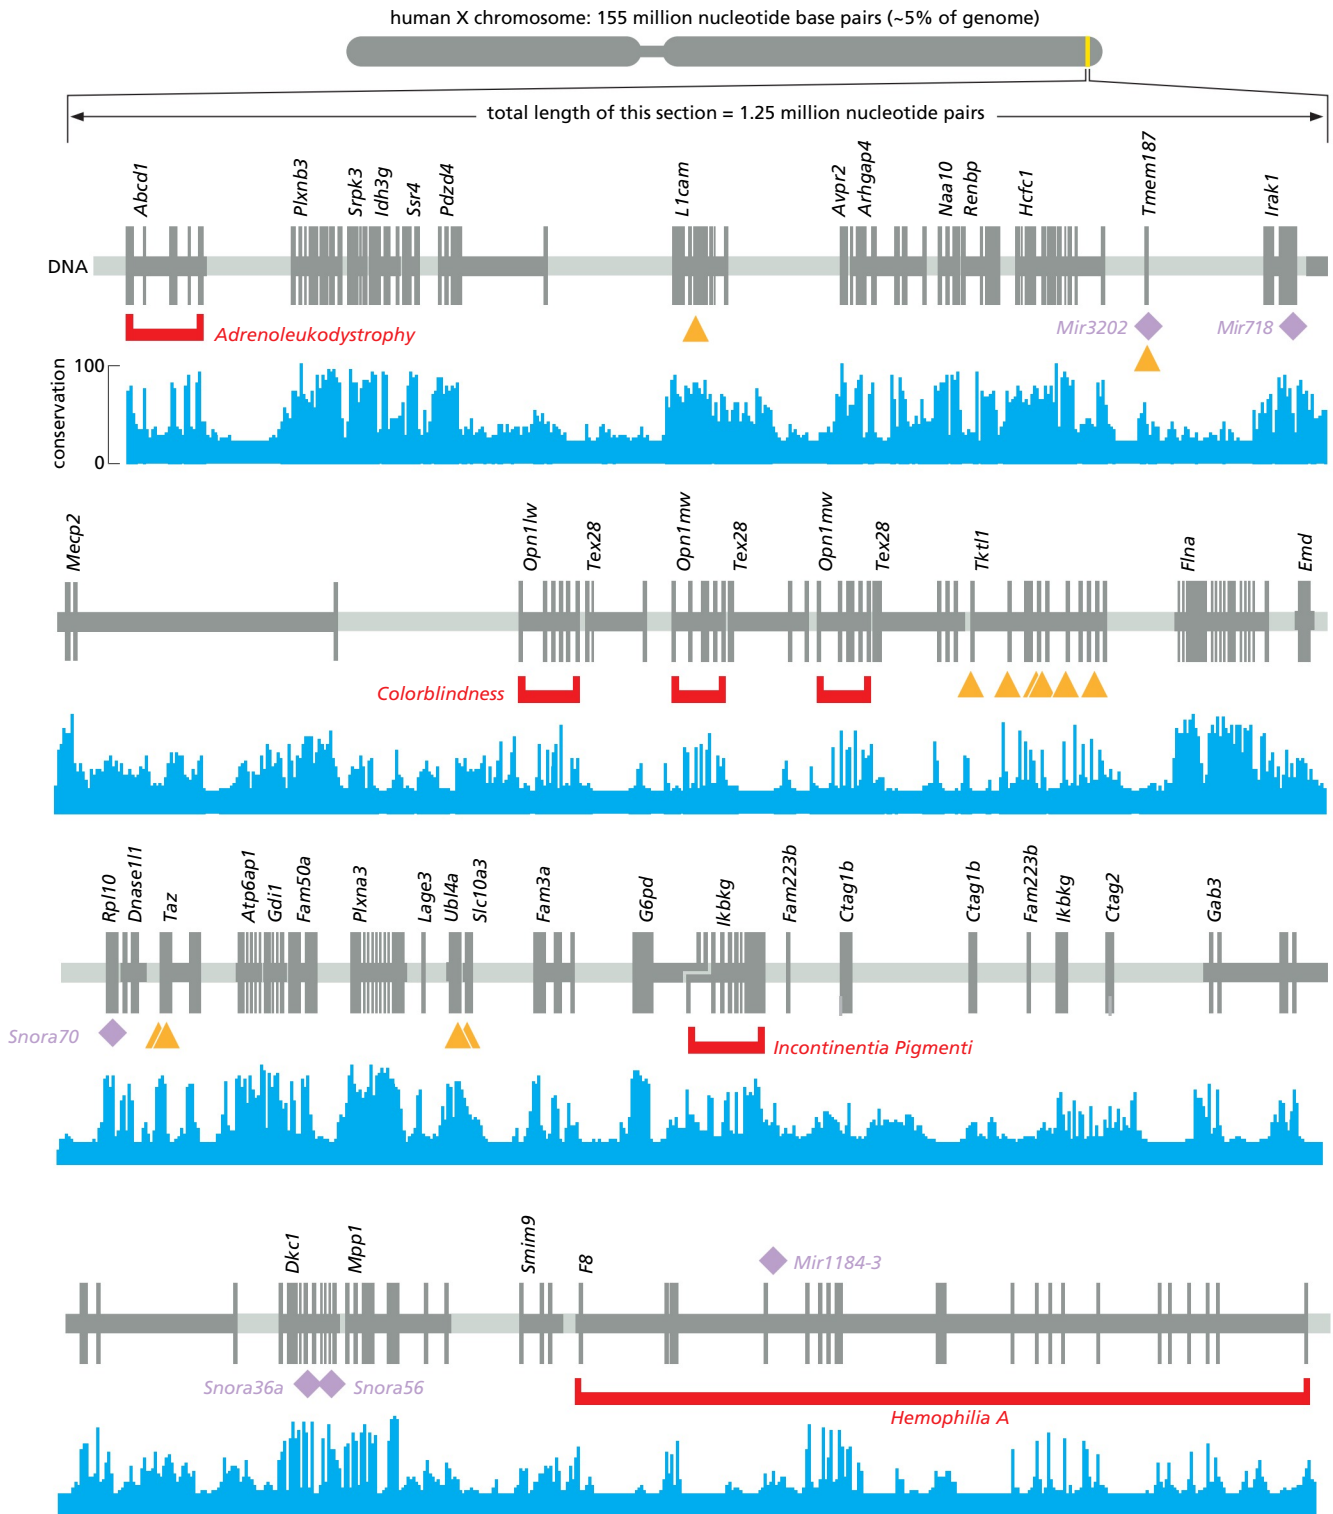 human X chromosome: 155 million nucleotide base pairs (~5% of genome)
total length of this section = 1.25 million nucleotide pairs
Abcd1
Plxnb3
Srpk3
Idh3g
Ssr4
Pdzd4
L1cam
Avpr2
Arhgap4
Naa10
Renbp
Hcfc1
Tmem187
Irak1
DNA
Adrenoleukodystrophy
Mir3202
Mir718
conservation
100
0
Mecp2
Opn1lw
Tex28
Opn1mw
Tex28
Opn1mw
Tex28
Tktl1
Flna
Emd
Colorblindness
Rpl10
Dnase1l1
Taz
Atp6ap1
Gdi1
Fam50a
Plxna3
Lage3
Ubl4a
Slc10a3
Fam3a
G6pd
Ikbkg
Fam223b
Ctag1b
Ctag1b
Fam223b
Ikbkg
Ctag2
Gab3
Snora70
Incontinentia Pigmenti
Dkc1
Mpp1
Smim9
F8
Mir1184-3
Snora36a
Snora56
Hemophilia A